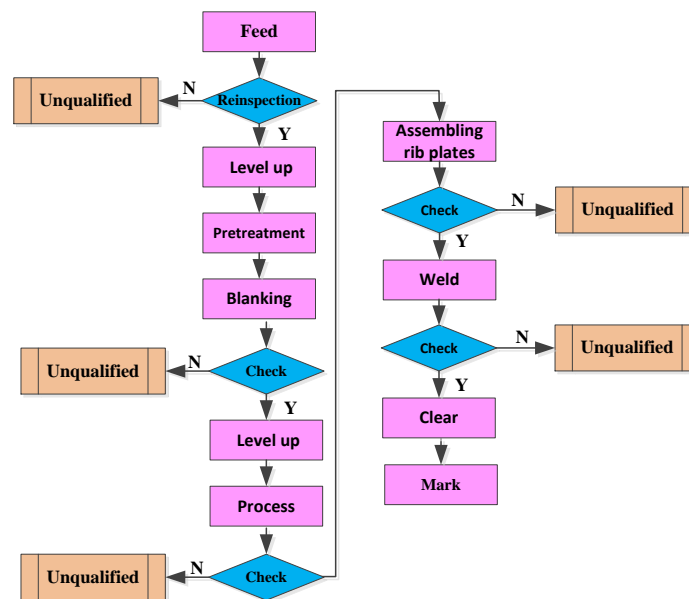 Feed
N
Unqualified
Reinspection
Y
Level up
Pretreatment
Blanking
N
Unqualified
Check
Y
Level up
Process
N
Unqualified
Check
Assembling
rib plates
Check
N
Unqualified
Y
Weld
Check
N
Unqualified
Y
Clear
Mark